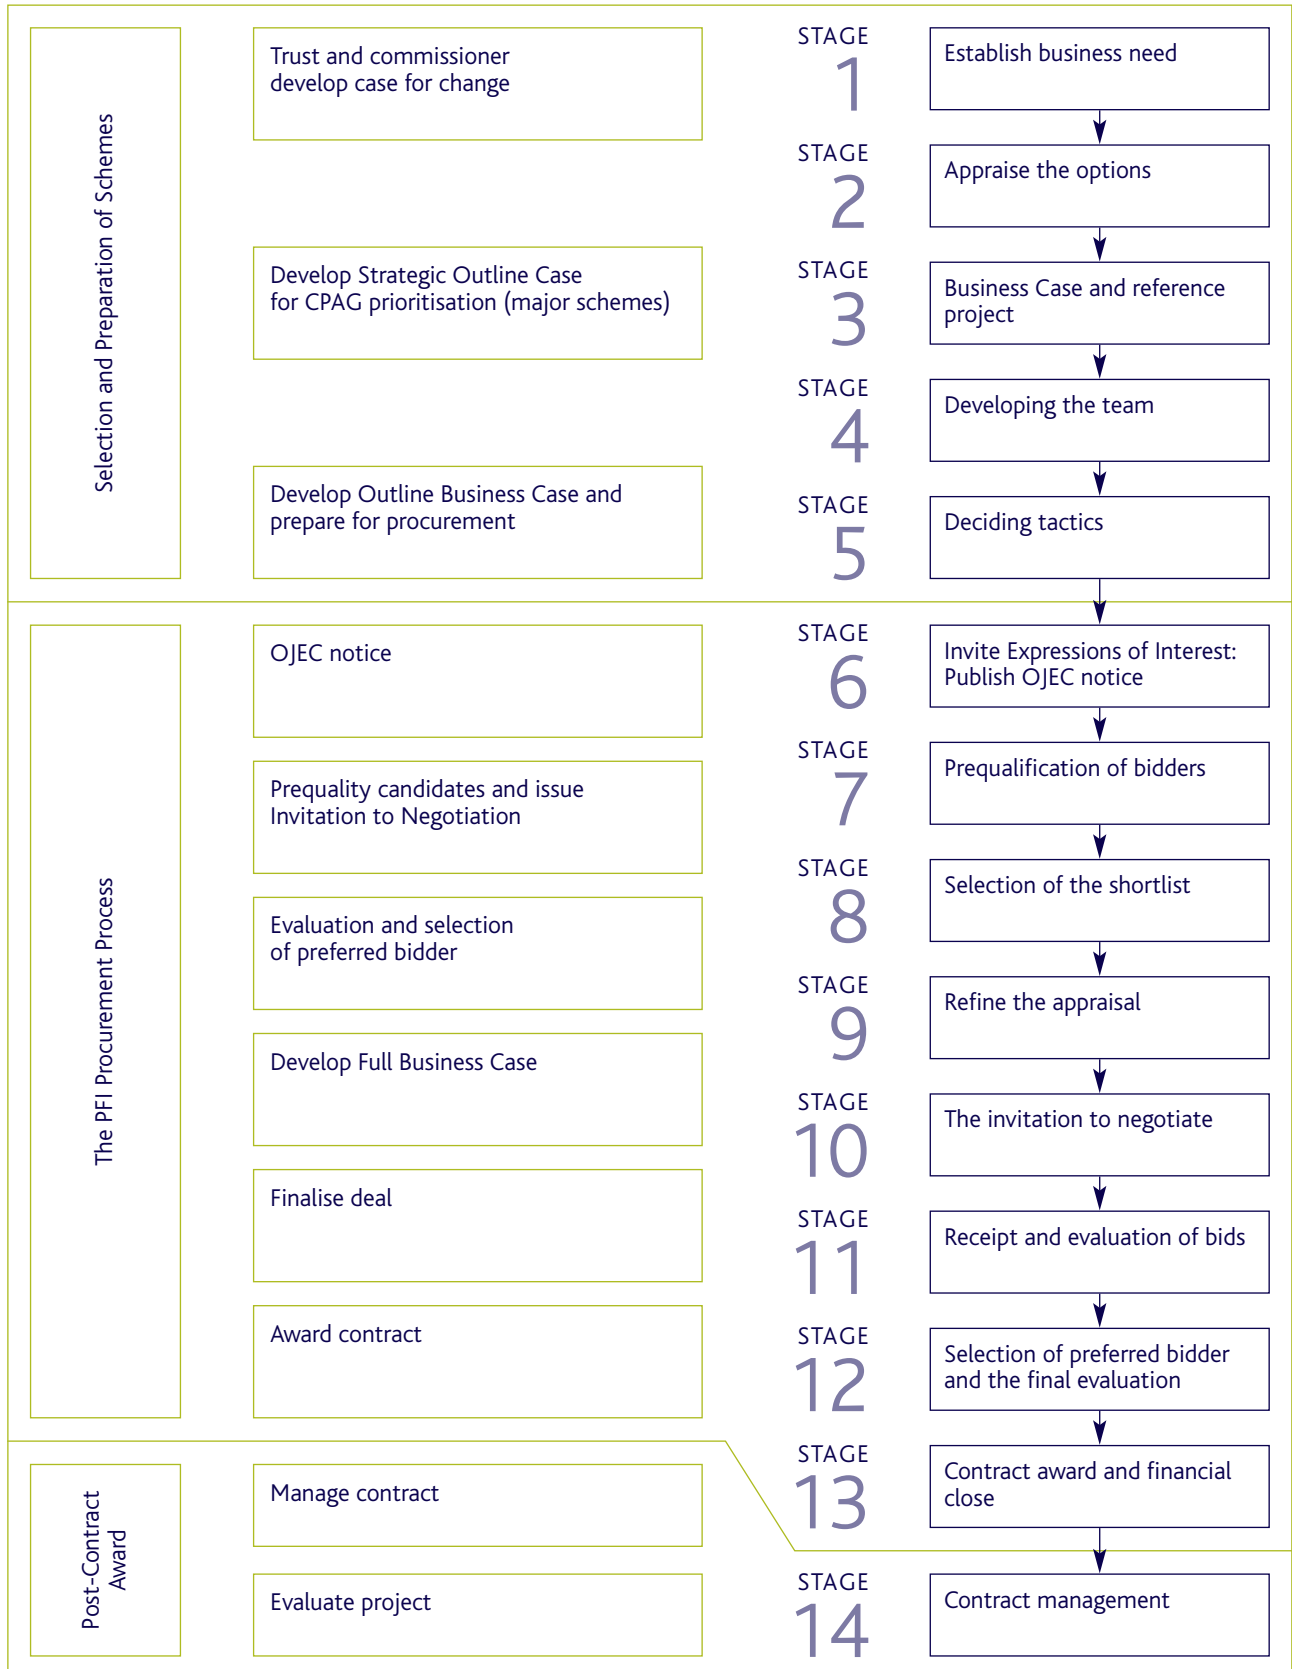 Selection and Preparation of Schemes
Trust and commissioner
develop case for change
Develop Strategic Outline Case
for CPAG prioritisation (major schemes)
Develop Outline Business Case and
prepare for procurement
STAGE
1
Establish business need
STAGE
2
Appraise the options
STAGE
3
Business Case and reference
project
STAGE
4
Developing the team
STAGE
5
Deciding tactics
The PFI Procurement Process
OJEC notice
Prequality candidates and issue
Invitation to Negotiation
Evaluation and selection
of preferred bidder
Develop Full Business Case
Finalise deal
Award contract
STAGE
6
Invite Expressions of Interest:
Publish OJEC notice
STAGE
7
Prequalification of bidders
STAGE
8
Selection of the shortlist
STAGE
9
Refine the appraisal
STAGE
10
The invitation to negotiate
STAGE
11
Receipt and evaluation of bids
STAGE
12
Selection of preferred bidder
and the final evaluation
STAGE
13
Contract award and financial
close
Post-Contract
Award
Manage contract
Evaluate project
STAGE
14
Contract management